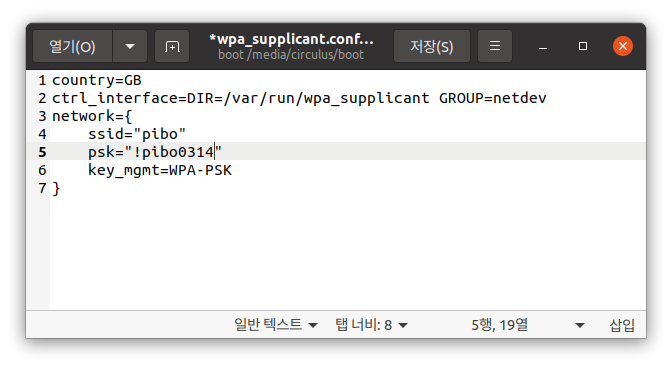 열기(O)
*wpa_supplicant.conf...
boot /media/circulus/boot
저장(S)
1 country=GB
2 ctrl_interface=DIR=/var/run/wpa_supplicant GROUP=netdev
3 network={
4     ssid="pibo"
5     psk="!pibo0314"
6     key_mgmt=WPA-PSK
7 }
일반 텍스트 탭 너비: 8 5행, 19열 삽입